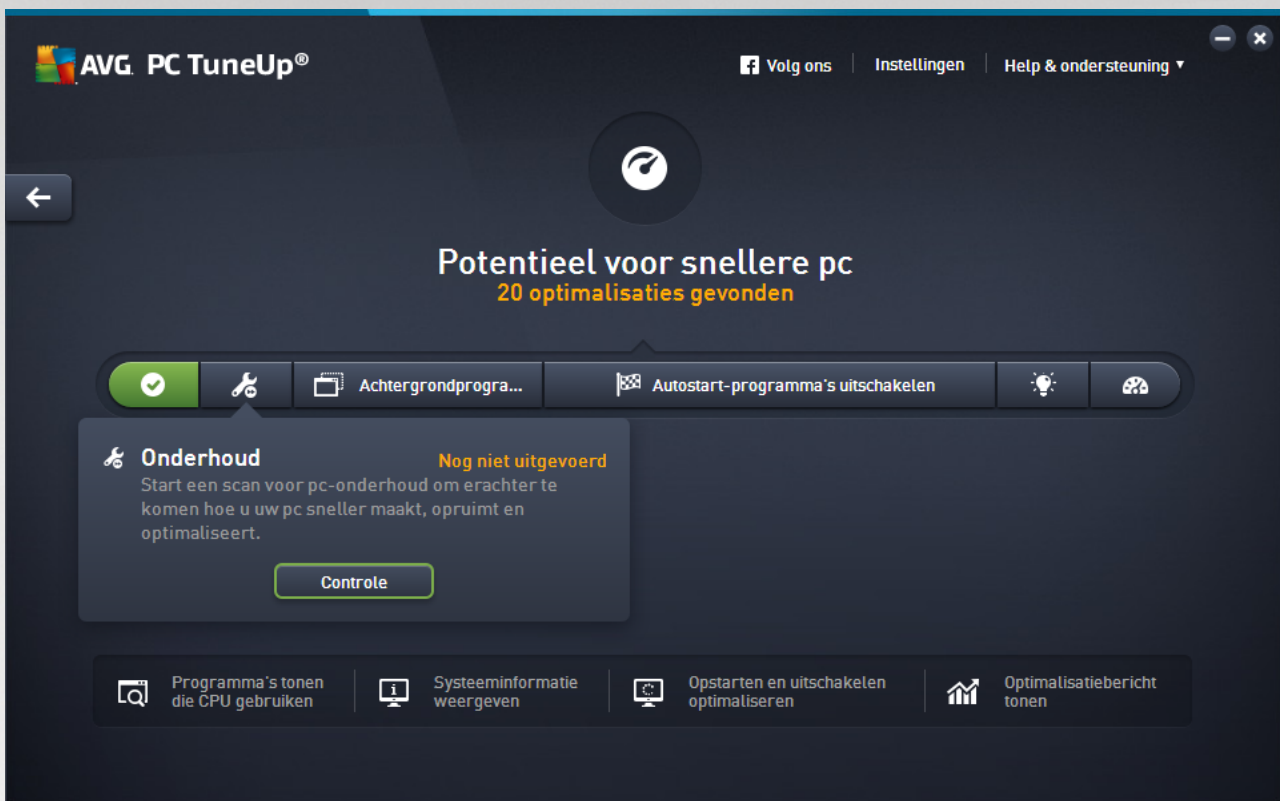 AVG PC TuneUp®
Volg ons
Instellingen
Help & ondersteuning
Potentieel voor snellere pc
20 optimalisaties gevonden
Achtergrondprogra...
Autostart-programma's uitschakelen
Onderhoud
Nog niet uitgevoerd
Start een scan voor pc-onderhoud om erachter te
komen hoe u uw pc sneller maakt, opruimt en
optimaliseert.
Controle
Programma's tonen
die CPU gebruiken
Systeeminformatie
weergeven
Opstarten en uitschakelen
optimaliseren
Optimalisatiebericht
tonen